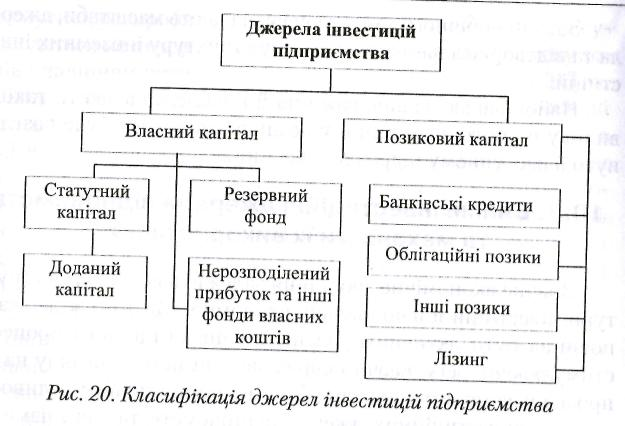 Джерела інвестицій
підприємства
Власний капітал
Позиковий капітал
Статутний
капітал
Резервний
фонд
Банківські кредити
Доданий
капітал
Нерозподілений
прибуток та інші
фонди власних
коштів
Облігаційні позики
Інші позики
Лізинг
Рис. 20. Класифікація джерел інвестицій підприємства